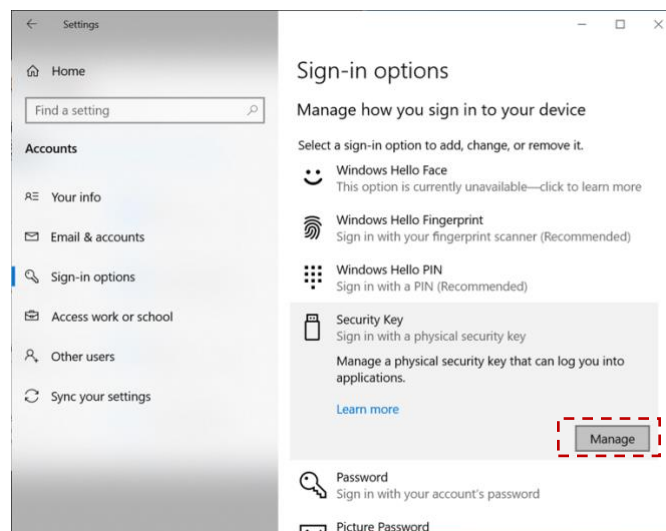 Settings
Home
Find a setting
Accounts
Your info
Email & accounts
Sign-in options
Access work or school
Other users
Sync your settings
Sign-in options
Manage how you sign in to your device
Select a sign-in option to add, change, or remove it.
Windows Hello Face
This option is currently unavailable—click to learn more
Windows Hello Fingerprint
Sign in with your fingerprint scanner (Recommended)
Windows Hello PIN
Sign in with a PIN (Recommended)
Security Key
Sign in with a physical security key
Manage a physical security key that can log you into
applications.
Learn more
Manage
Password
Sign in with your account's password
Picture Password